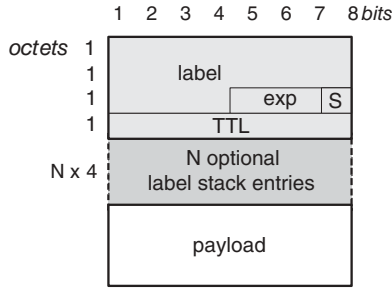 1 2 3 4 5 6 7 8 bits
octets 1
1 label
1 exp S
1 TTL
N x 4 N optional
label stack entries
payload